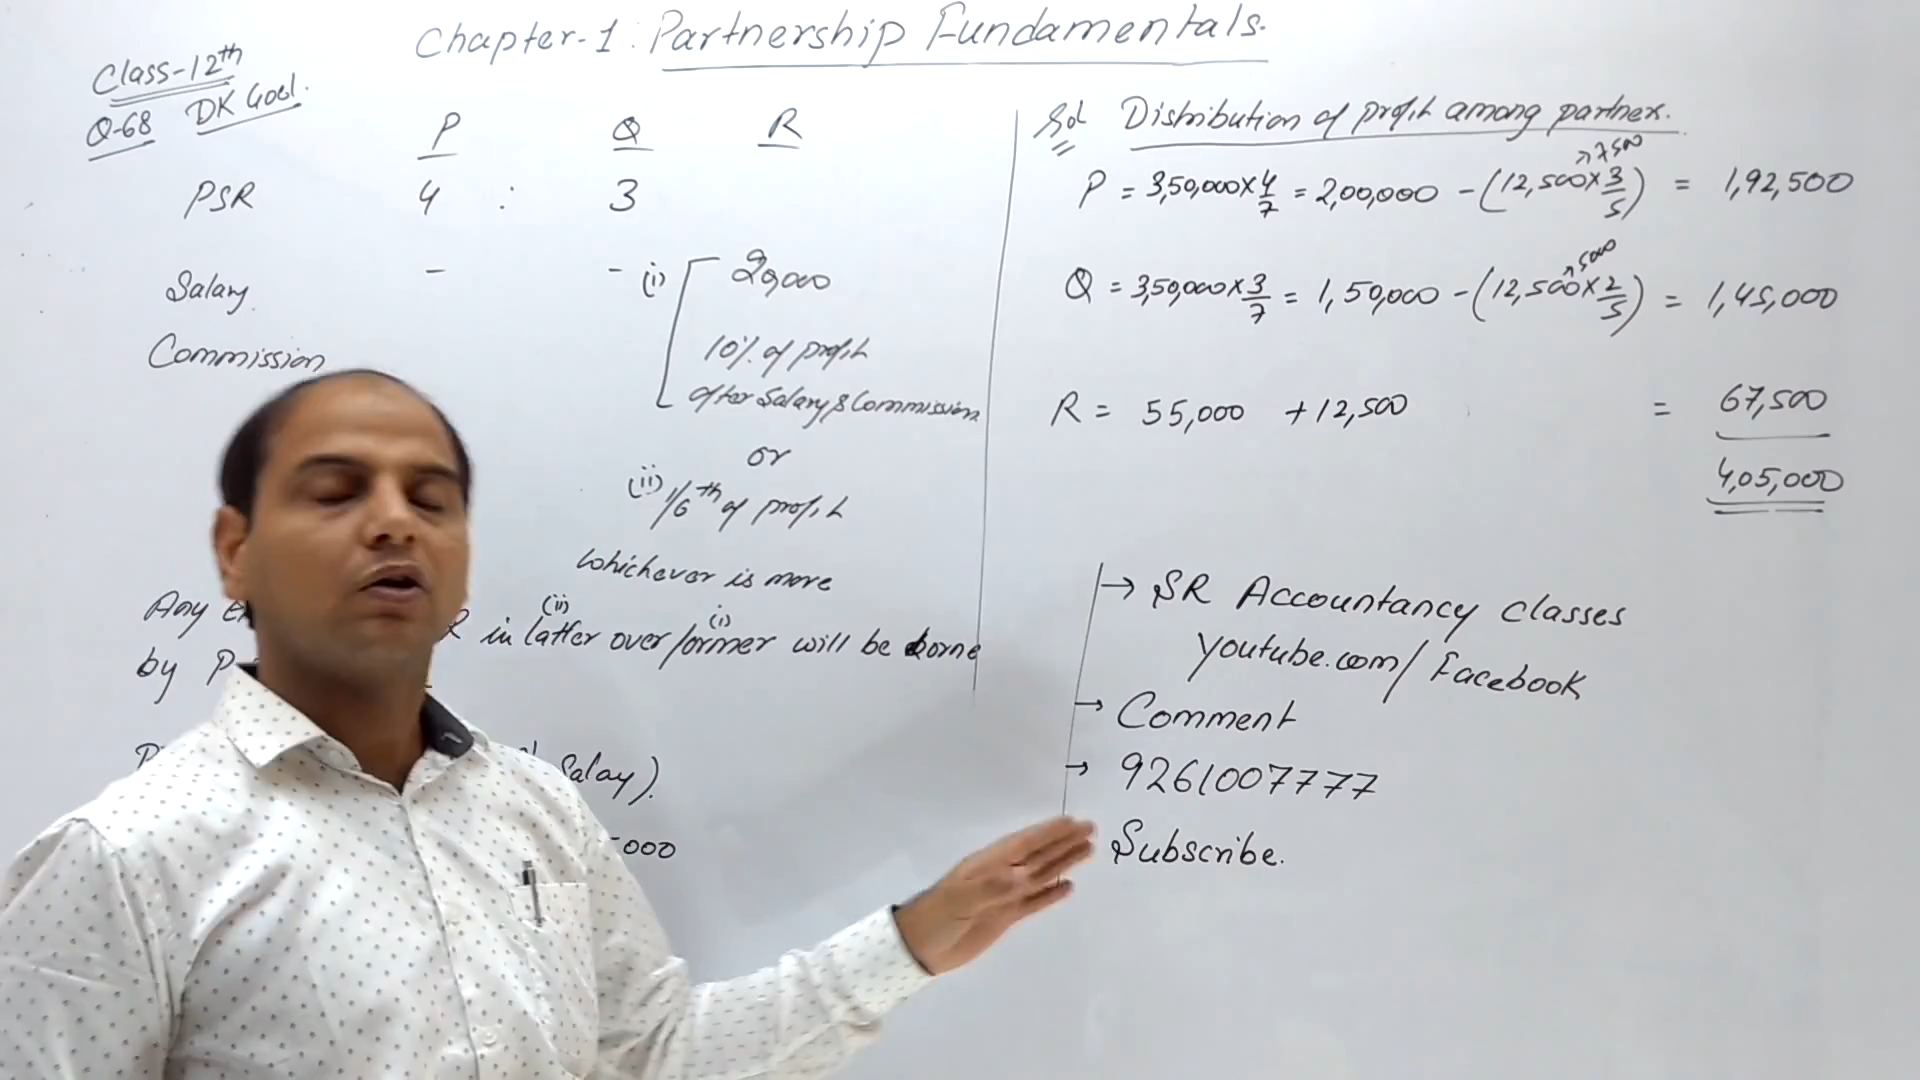 Chapter-1: Partnership Fundamentals.
Class-12th
Q-68 DK Goel.
P Q R
PSR 4 : 3
Salary. - - (i) 20,000
Commission
10% of profit
after Salary & Commission
or
(ii) 1/6th of profit
whichever is more
Any R in latter (ii) over former (i) will be borne
by P
Salary).
000
Sol Distribution of profit among partners.
P = 3,50,000 × 4/7 = 2,00,000 - (12,500 × 3/5) ↗7500 = 1,92,500
Q = 3,50,000 × 3/7 = 1,50,000 - (12,500 × 2/5) ↗5000 = 1,45,000
R = 55,000 + 12,500 = 67,500
4,05,000
→ SR Accountancy Classes
Youtube.com/Facebook
→ Comment
→ 9261007777
Subscribe.